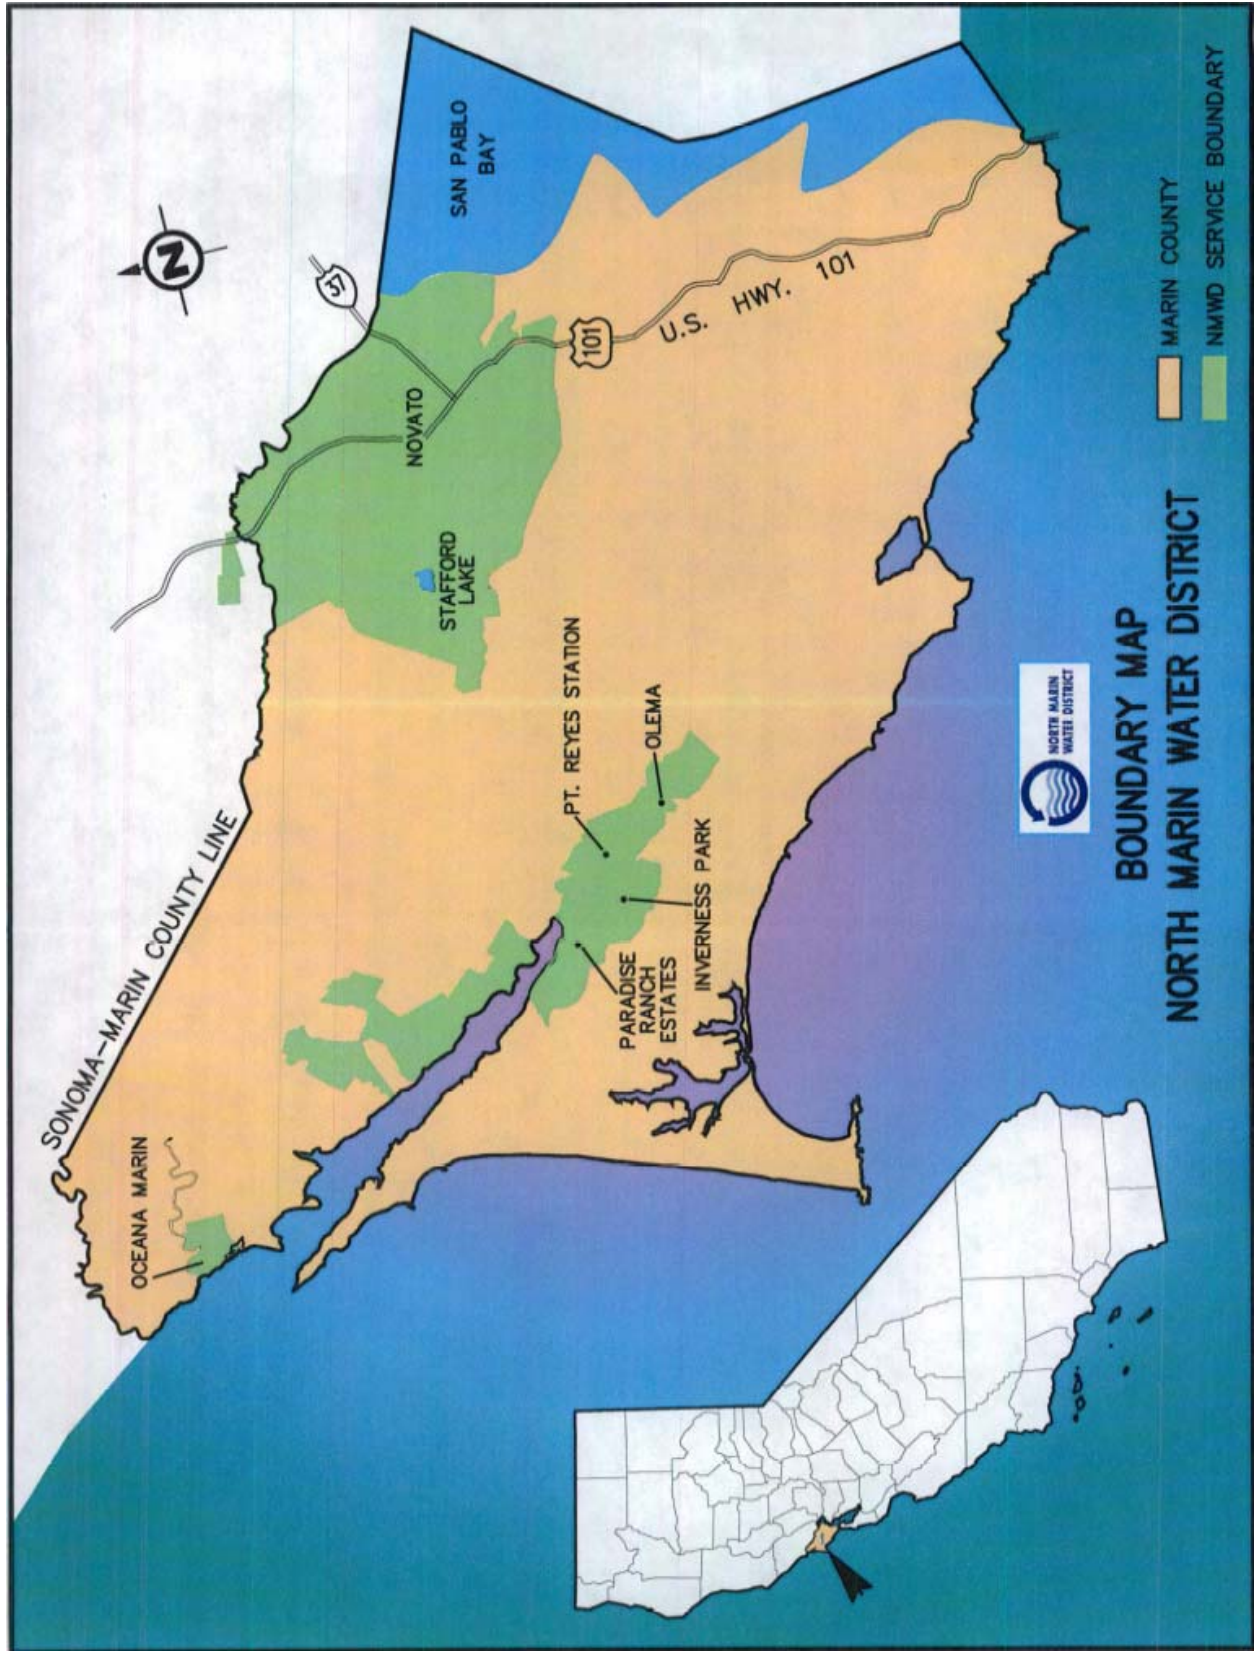 SONOMA-MARIN COUNTY LINE
OCEANA MARIN
N
37
SAN PABLO
BAY
NOVATO
STAFFORD
LAKE
101
U.S. HWY. 101
PT. REYES STATION
OLEMA
INVERNESS PARK
PARADISE
RANCH
ESTATES
NORTH MARIN
WATER DISTRICT
BOUNDARY MAP
NORTH MARIN WATER DISTRICT
MARIN COUNTY
NMWD SERVICE BOUNDARY